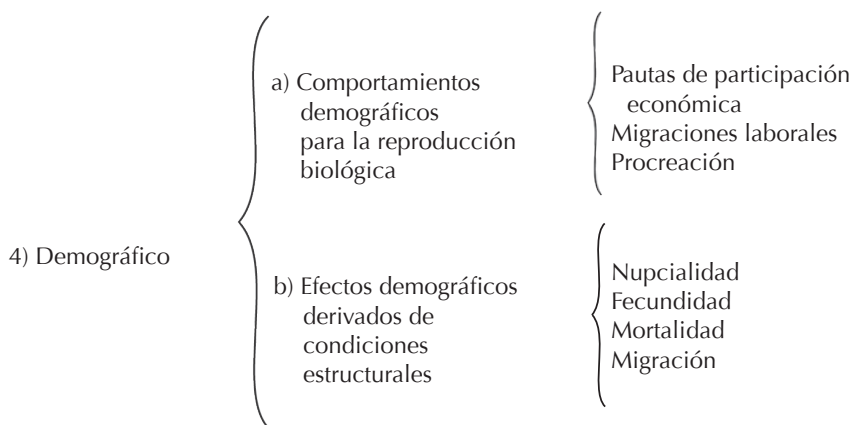 4) Demográfico
a) Comportamientos
demográficos
para la reproducción
biológica
Pautas de participación
económica
Migraciones laborales
Procreación
b) Efectos demográficos
derivados de
condiciones
estructurales
Nupcialidad
Fecundidad
Mortalidad
Migración